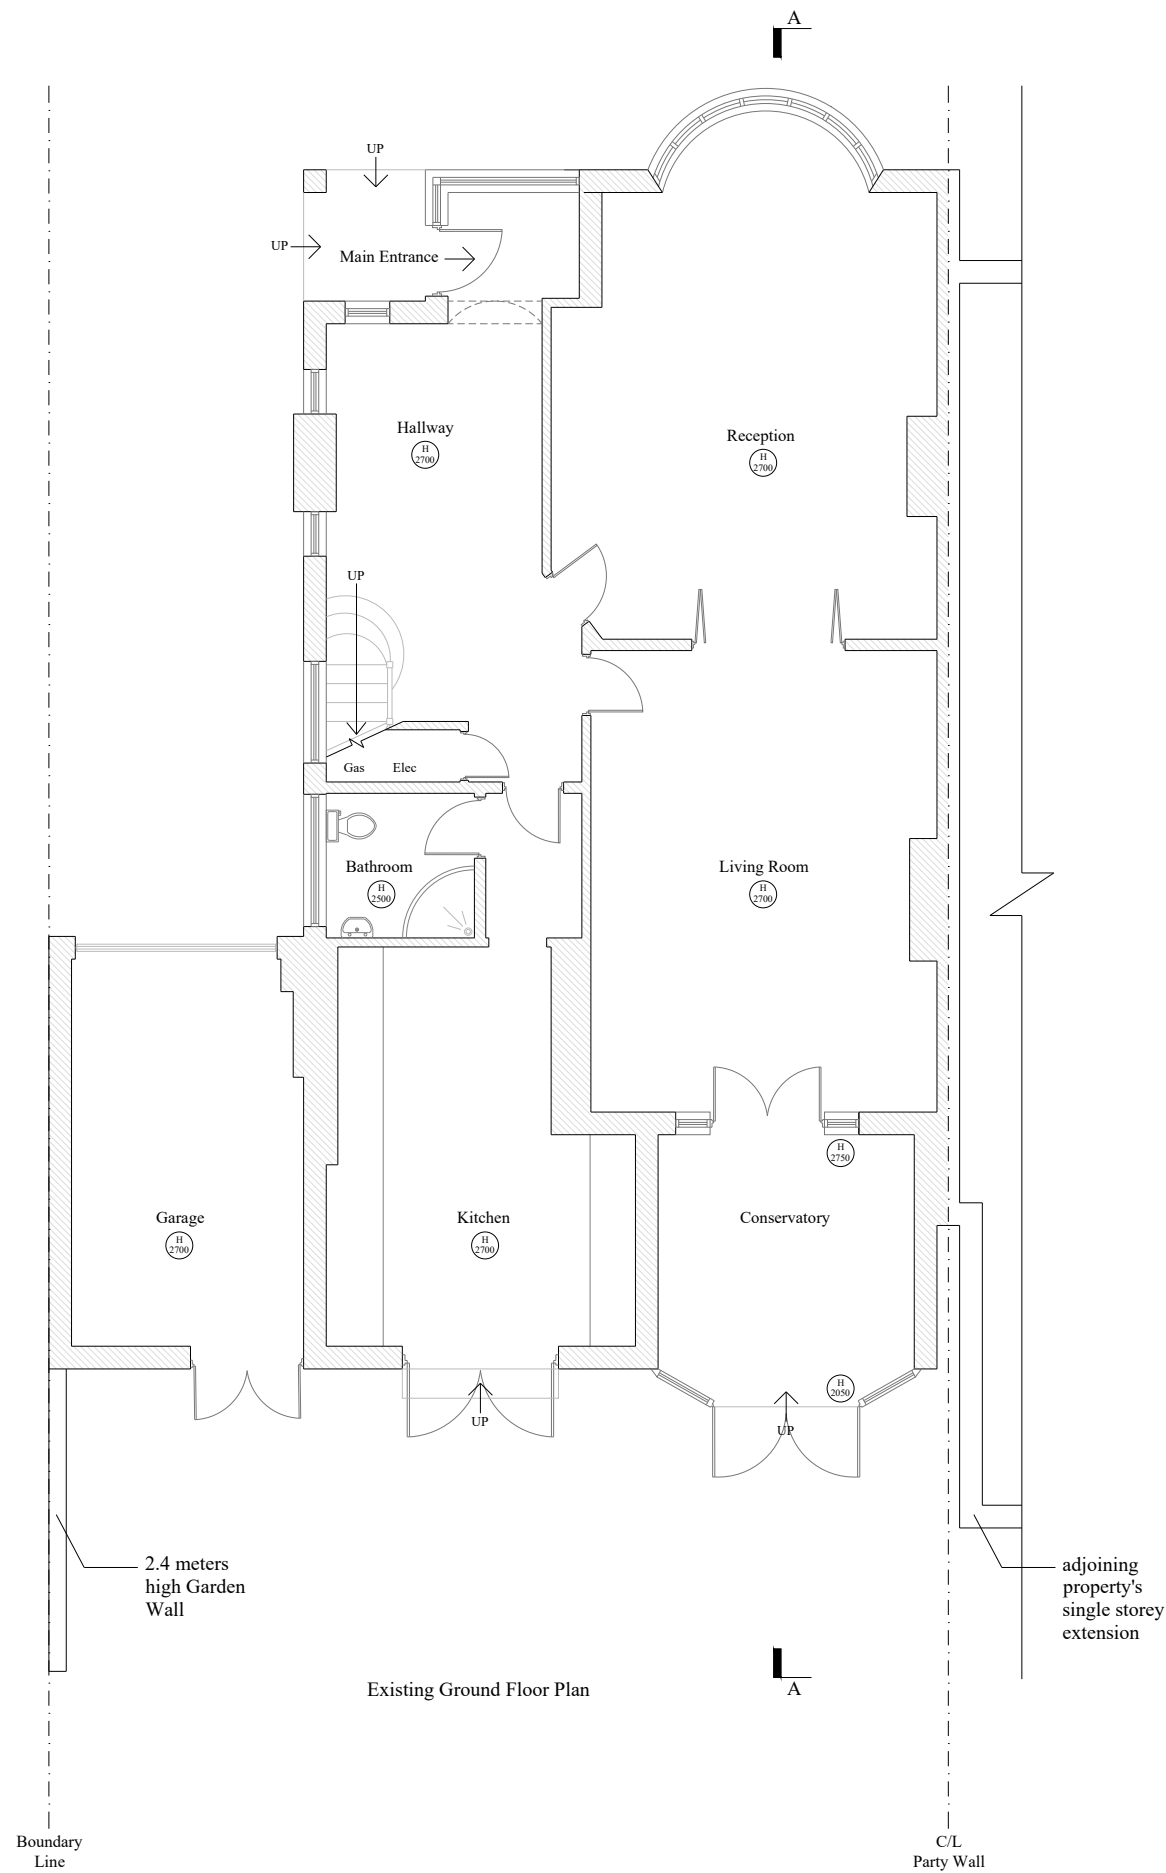 A
UP
UP
Main Entrance
Hallway
H
2700
Reception
H
2700
UP
Gas
Elec
Bathroom
H
2500
Living Room
H
2700
H
2750
Garage
H
2700
Kitchen
H
2700
Conservatory
H
2050
UP
UP
2.4 meters
high Garden
Wall
adjoining
property's
single storey
extension
Existing Ground Floor Plan
A
Boundary
Line
C/L
Party Wall